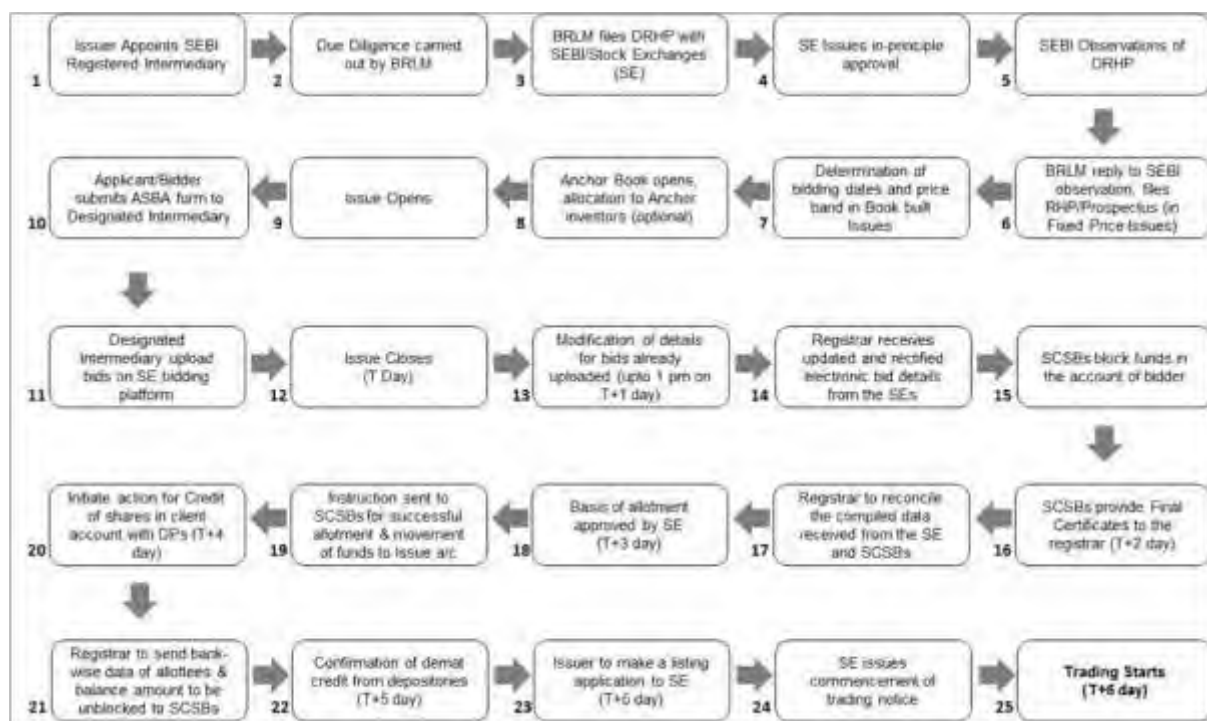 Issuer Appoints SEBI
Registered Intermediary
1
Due Diligence carried
out by BRLM
2
BRLM files DRHP with
SEBI/Stock Exchanges
(SE)
3
SE Issues in-principle
approval
4
SEBI Observations of
DRHP
5
BRLM reply to SEBI
observation, files
RHP/Prospectus (in
Fixed Price Issues)
6
Determination of
bidding dates and price
band in Book built
Issues
7
Anchor Book opens,
allocation to Anchor
investors (optional)
8
Issue Opens
9
Applicant/Bidder
submits ASBA form to
Designated Intermediary
10
Designated
Intermediary upload
bids on SE bidding
platform
11
Issue Closes
(T Day)
12
Modification of details
for bids already
uploaded (upto 1 pm on
T+1 day)
13
Registrar receives
updated and rectified
electronic bid details
from the SEs
14
SCSBs block funds in
the account of bidder
15
SCSBs provide Final
Certificates to the
registrar (T+2 day)
16
Registrar to reconcile
the compiled data
received from the SE
and SCSBs
17
Basis of allotment
approved by SE
(T+3 day)
18
Instruction sent to
SCSBs for successful
allotment & movement
of funds to Issue a/c
19
Initiate action for Credit
of shares in client
account with DPs (T+4
day)
20
Registrar to send bank-
wise data of allottees &
balance amount to be
unblocked to SCSBs
21
Confirmation of demat
credit from depositories
(T+5 day)
22
Issuer to make a listing
application to SE
(T+5 day)
23
SE issues
commencement of
trading notice
24
Trading Starts
(T+6 day)
25